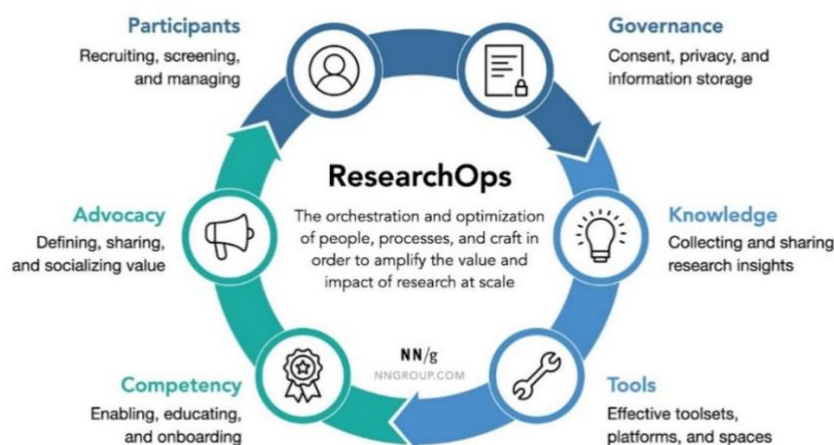 Participants
Recruiting, screening,
and managing
Governance
Consent, privacy, and
information storage
ResearchOps
The orchestration and optimization
of people, processes, and craft in
order to amplify the value and
impact of research at scale
Advocacy
Defining, sharing,
and socializing value
Knowledge
Collecting and sharing
research insights
NN/g
NNGROUP.COM
Competency
Enabling, educating,
and onboarding
Tools
Effective toolsets,
platforms, and spaces